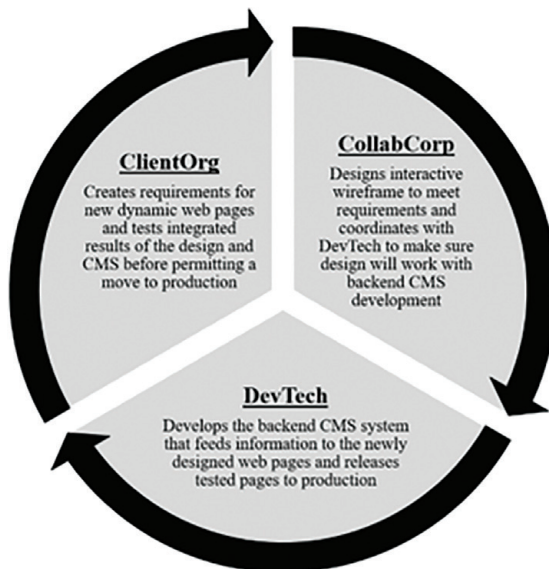 ClientOrg
Creates requirements for
new dynamic web pages
and tests integrated
results of the design and
CMS before permitting a
move to production
CollabCorp
Designs interactive
wireframe to meet
requirements and
coordinates with
DevTech to make sure
design will work with
backend CMS
development
DevTech
Develops the backend CMS system
that feeds information to the newly
designed web pages and releases
tested pages to production